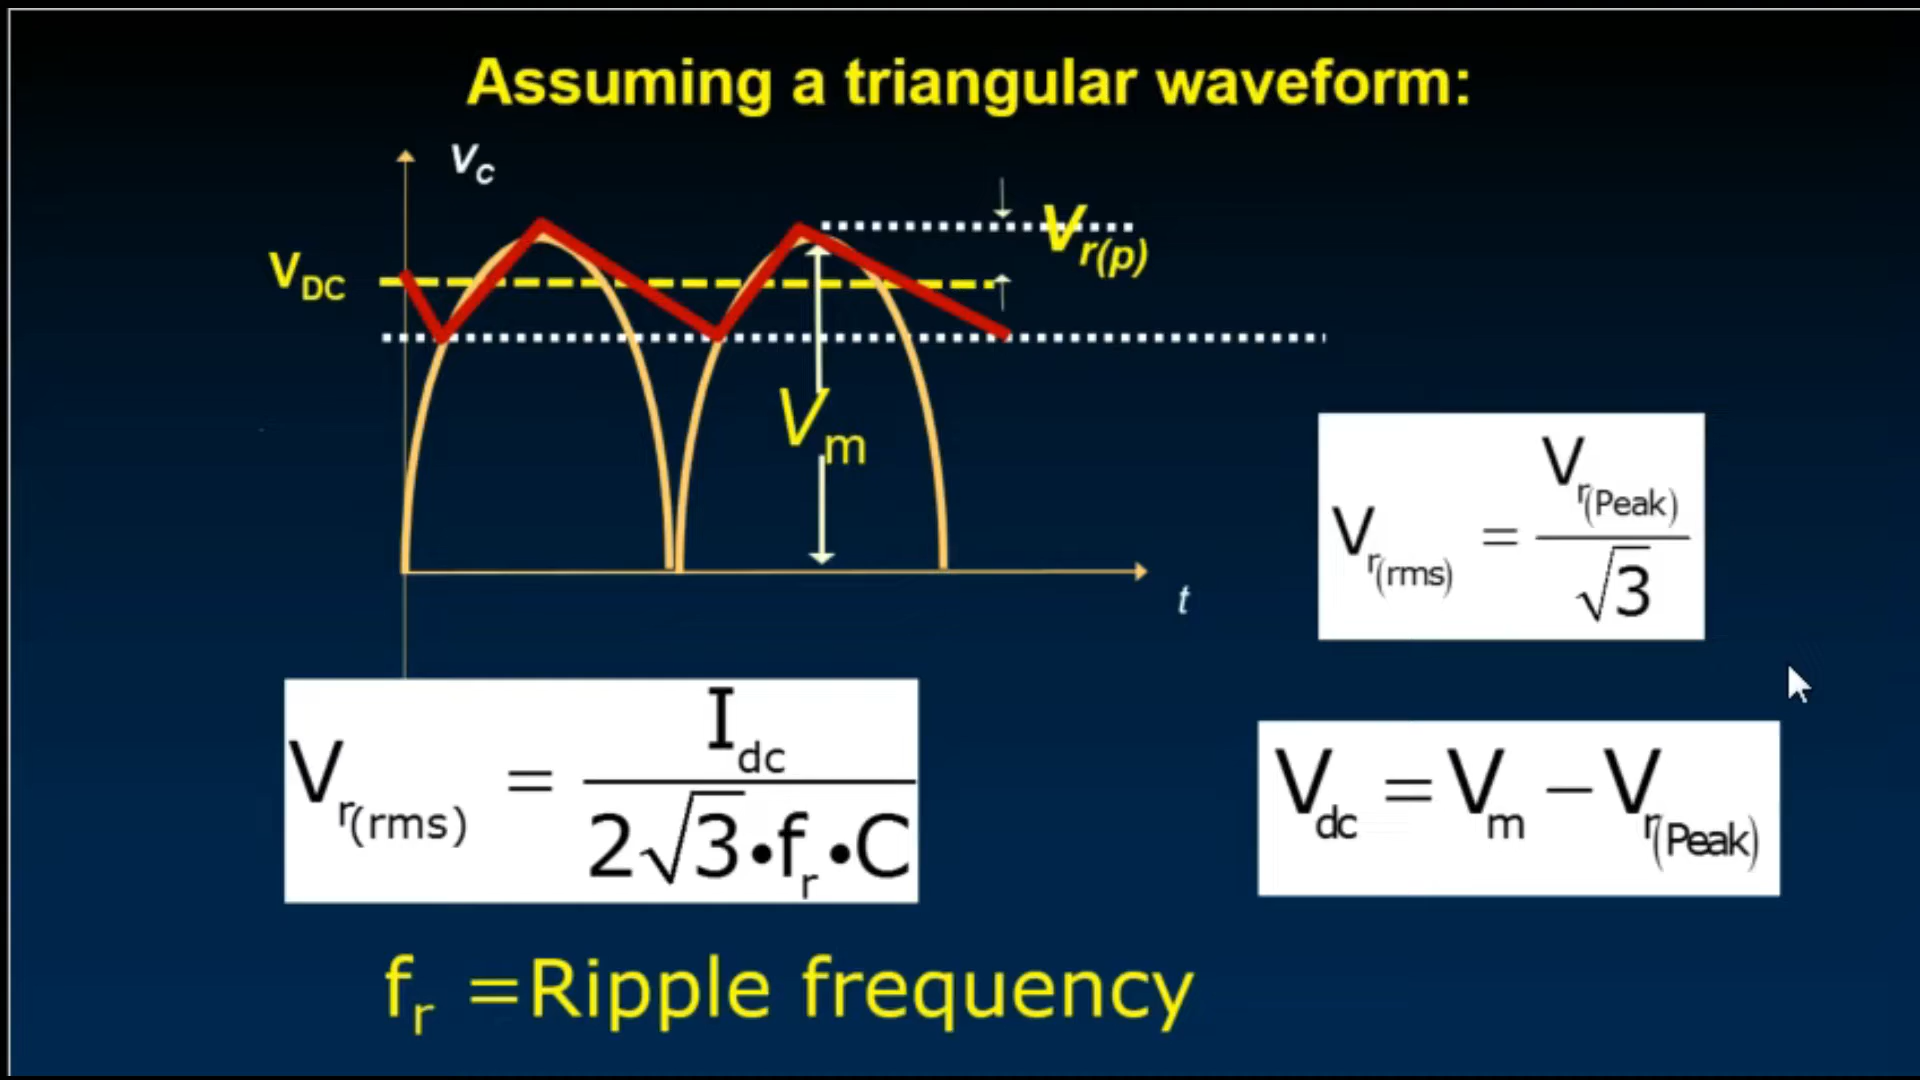 Assuming a triangular waveform:
v_C
V_DC
V_r(p)
V_m
t
V_r(rms) = V_r(Peak) / √3
V_r(rms) = I_dc / 2√3•f_r•C
V_dc = V_m − V_r(Peak)
f_r =Ripple frequency